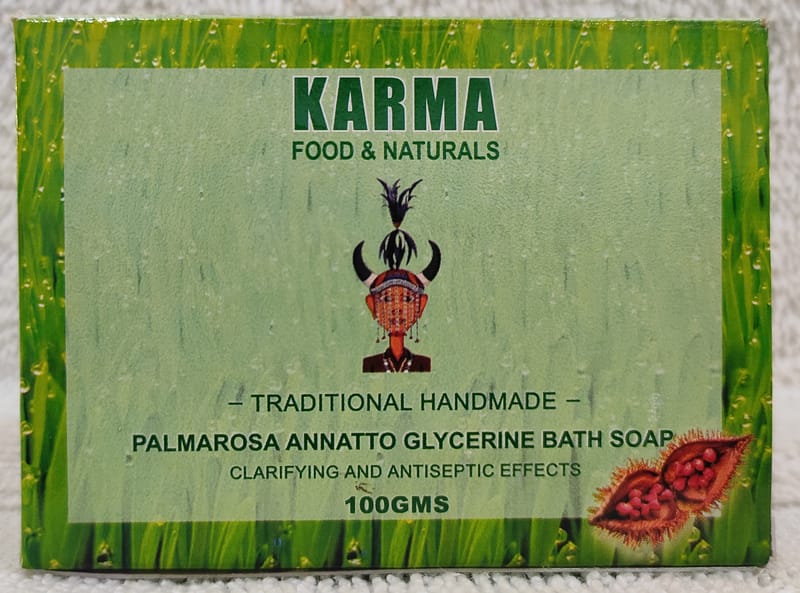 KARMA
FOOD & NATURALS
– TRADITIONAL HANDMADE –
PALMAROSA ANNATTO GLYCERINE BATH SOAP
CLARIFYING AND ANTISEPTIC EFFECTS
100GMS